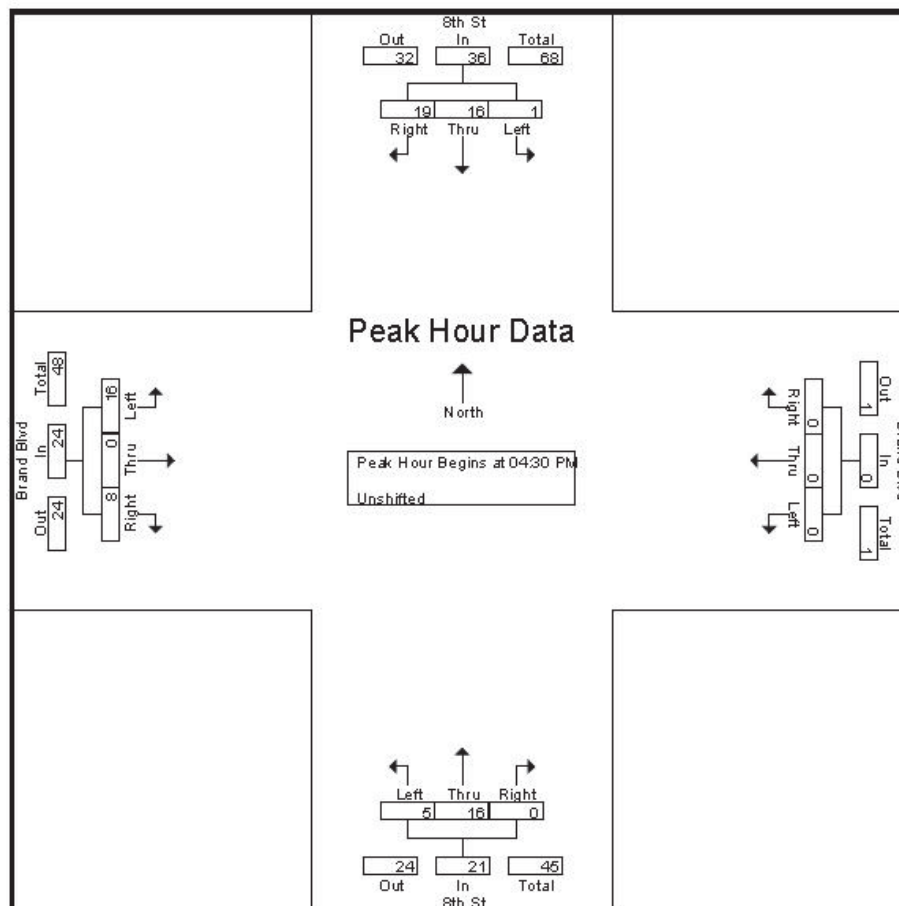 8th St
Out In Total
32 36 68
19 16 1
Right Thru Left
Peak Hour Data
North
Peak Hour Begins at 04:30 PM
Unshifted
Brand Blvd
Out In Total
24 24 48
8 0 16
Right Thru Left
Out In Total
1 0 1
Right Thru Left
0 0 0
Left Thru Right
5 16 0
24 21 45
Out In Total
8th St